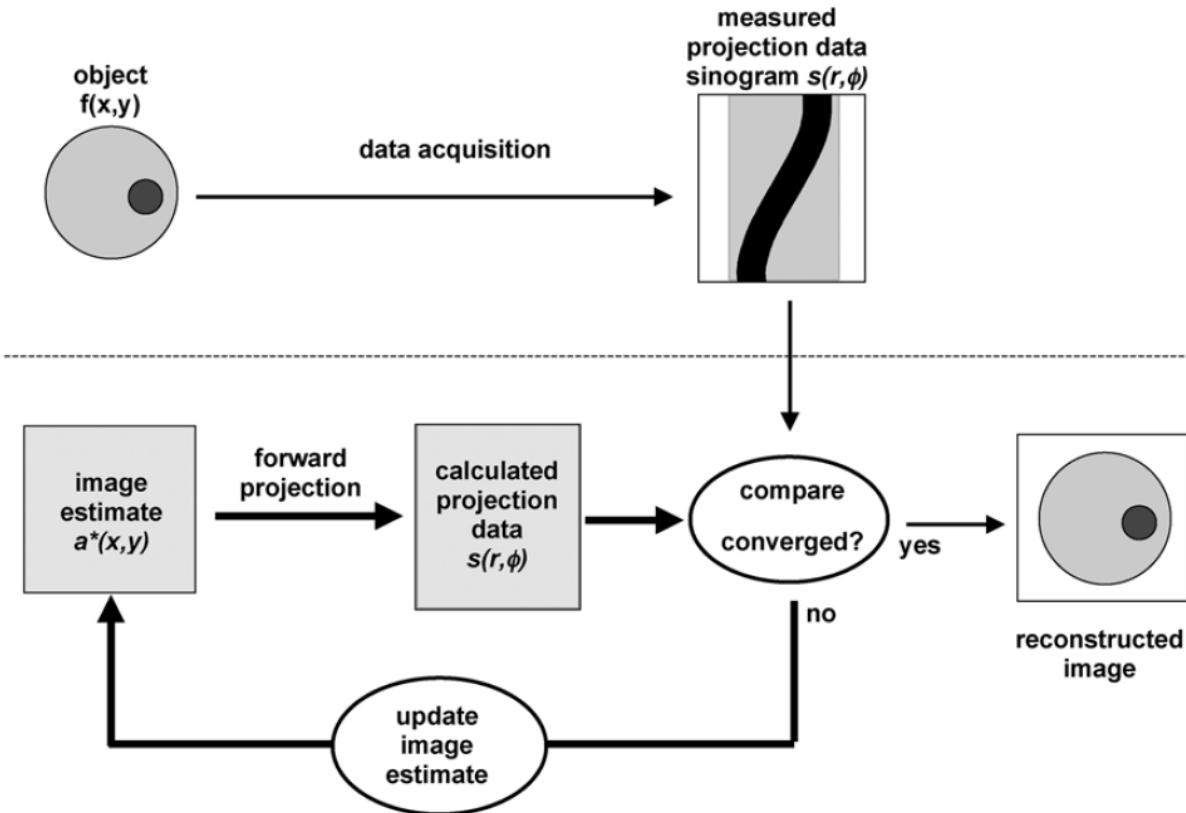 object
f(x,y)
data acquisition
measured
projection data
sinogram s(r,ϕ)
image
estimate
a*(x,y)
forward
projection
calculated
projection
data
s(r,ϕ)
compare
converged?
yes
no
reconstructed
image
update
image
estimate